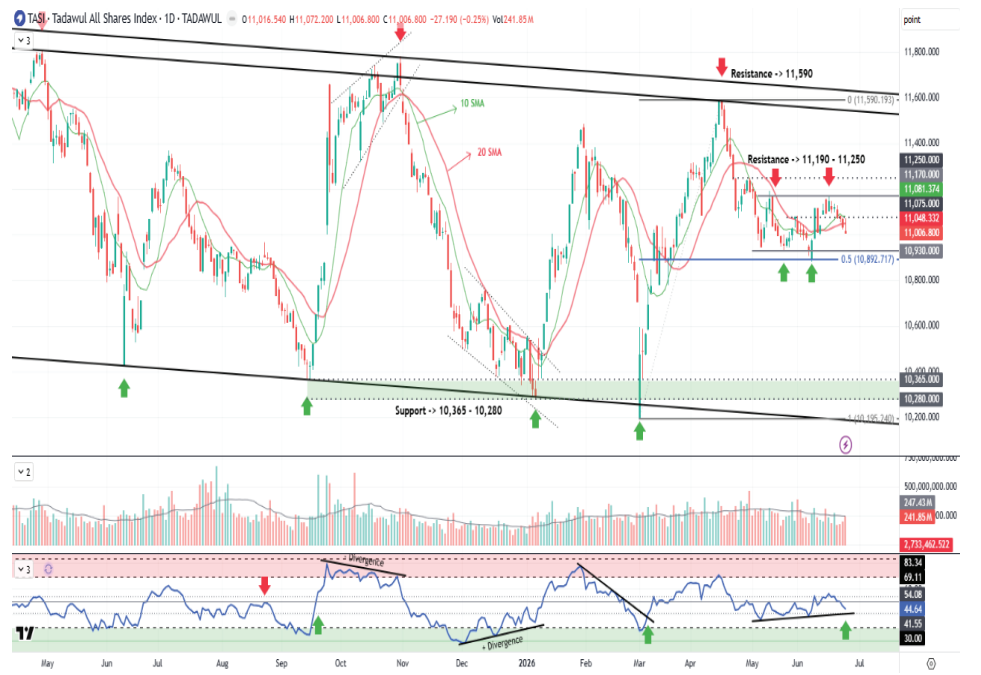 TASI · Tadawul All Shares Index · 1D · TADAWUL O11,016.540 H11,072.200 L11,006.800 C11,006.800 −27.190 (−0.25%) Vol241.85M
point
3
11,800.000
Resistance -> 11,590
11,600.000
0 (11,590.193)
10 SMA
11,400.000
20 SMA
Resistance -> 11,190 - 11,250
11,250.000
11,170.000
11,081.374
11,075.000
11,048.332
11,006.800
10,930.000
0.5 (10,892.717)
10,800.000
10,600.000
10,400.000
10,365.000
10,280.000
Support -> 10,365 - 10,280
10,200.000
1 (10,195.240)
2
750,000,000.000
500,000,000.000
247.43M
241.85M
2,733,462.522
3
- Divergence
83.34
69.11
54.08
44.64
41.55
30.00
+ Divergence
May Jun Jul Aug Sep Oct Nov Dec 2026 Feb Mar Apr May Jun Jul